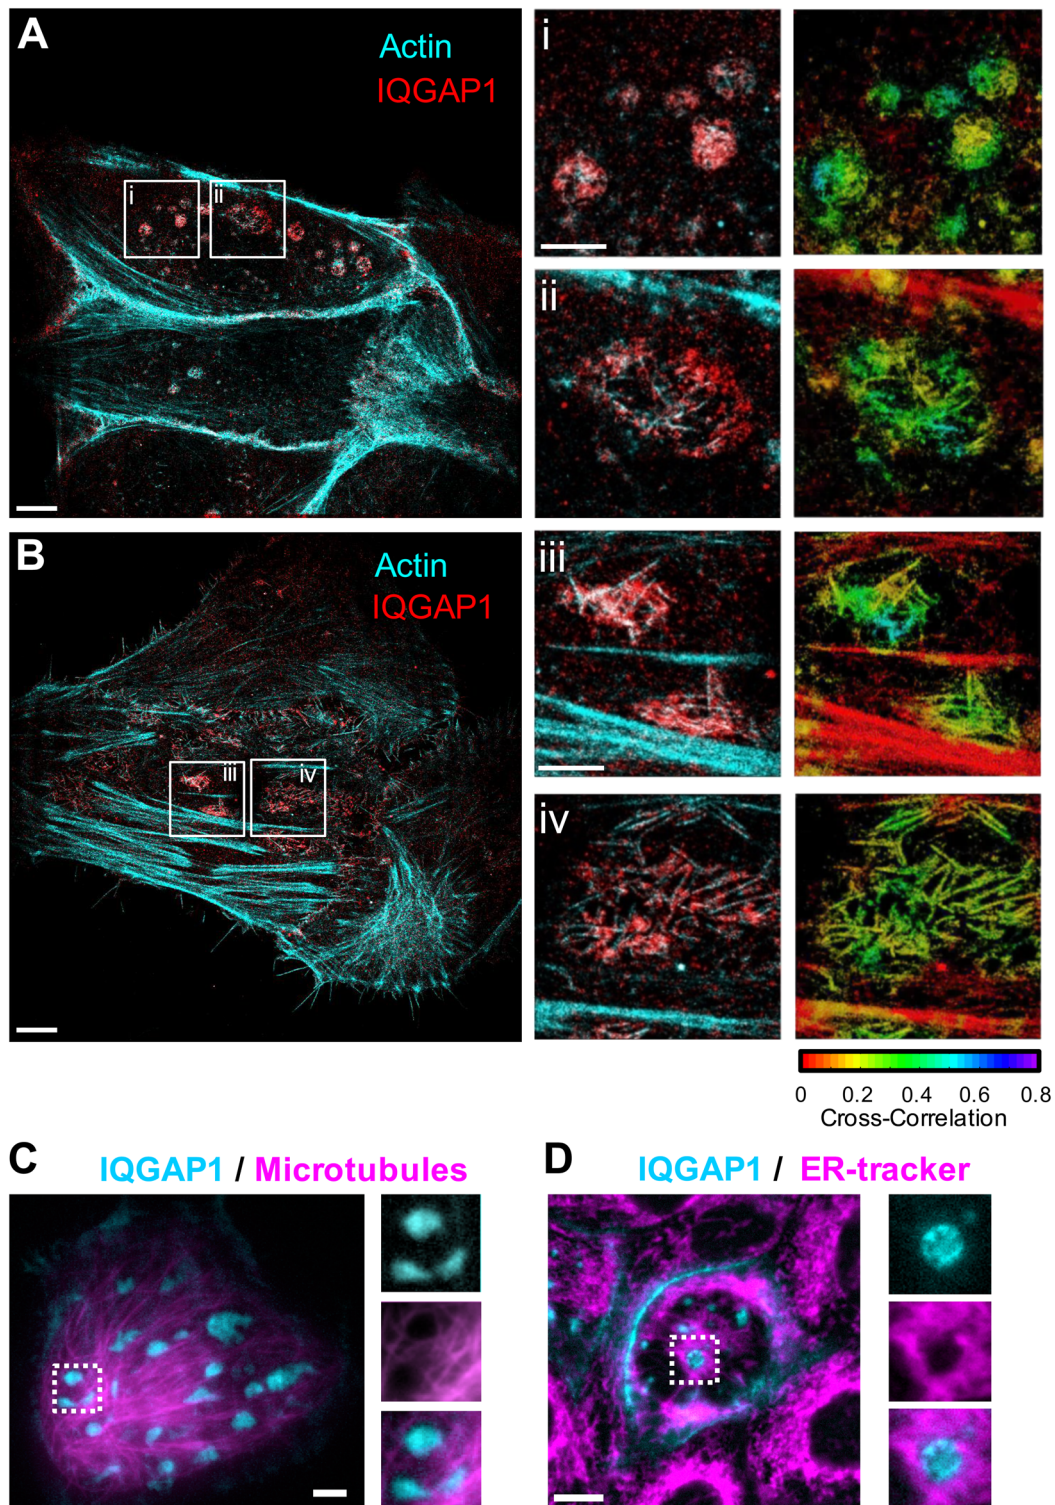 A
Actin
IQGAP1
i
ii
i
ii
B
Actin
IQGAP1
iii
iv
iii
iv
0 0.2 0.4 0.6 0.8
Cross-Correlation
C
IQGAP1 / Microtubules
D
IQGAP1 / ER-tracker